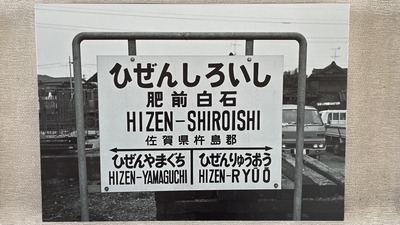 ひぜんしろいし
肥前白石
HIZEN-SHIROISHI
佐賀県杵島郡
ひぜんやまぐち ひぜんりゅうおう
HIZEN-YAMAGUCHI HIZEN-RYŪŌ